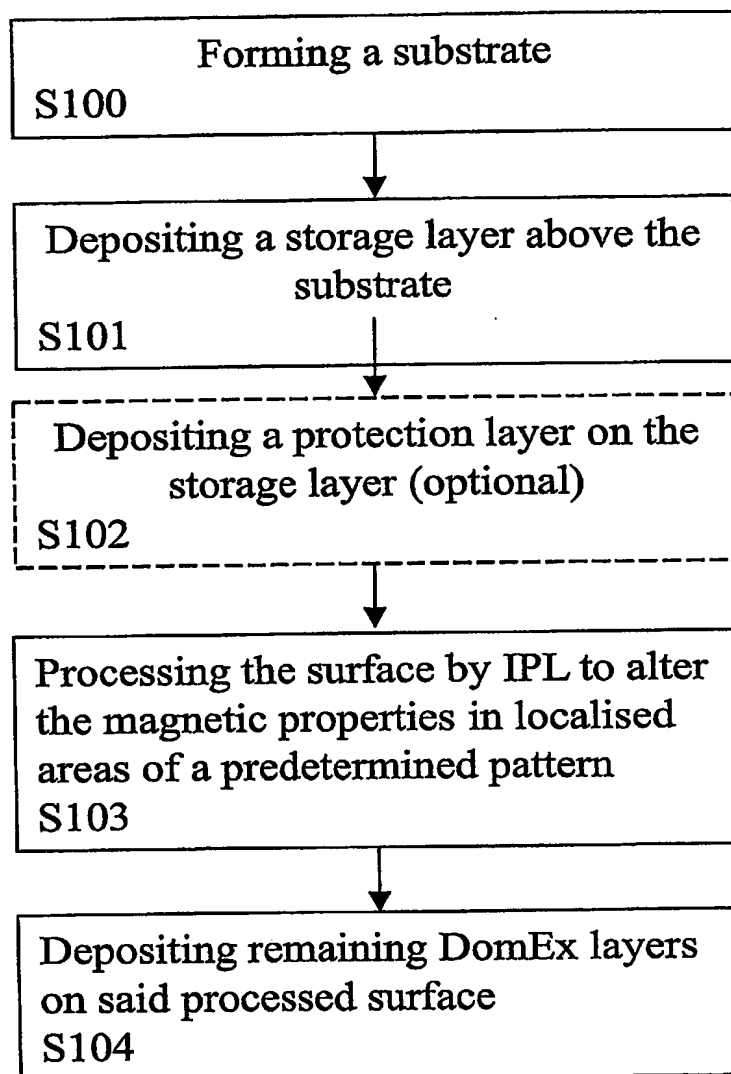 Forming a substrate
S100
Depositing a storage layer above the
substrate
S101
Depositing a protection layer on the
storage layer (optional)
S102
Processing the surface by IPL to alter
the magnetic properties in localised
areas of a predetermined pattern
S103
Depositing remaining DomEx layers
on said processed surface
S104